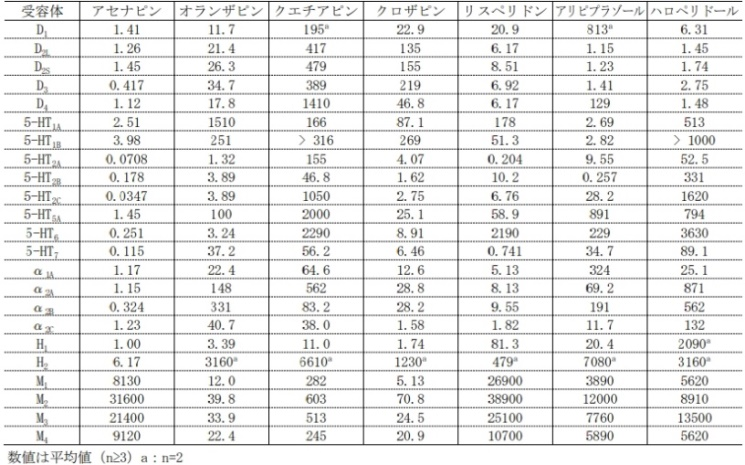 受容体 アセナピン オランザピン クエチアピン クロザピン リスペリドン アリピプラゾール ハロペリドール
D₁ 1.41 11.7 195ᵃ 22.9 20.9 813ᵃ 6.31
D₂L 1.26 21.4 417 135 6.17 1.15 1.45
D₂S 1.45 26.3 479 155 8.51 1.23 1.74
D₃ 0.417 34.7 389 219 6.92 1.41 2.75
D₄ 1.12 17.8 1410 46.8 6.17 129 1.48
5-HT₁A 2.51 1510 166 87.1 178 2.69 513
5-HT₁B 3.98 251 > 316 269 51.3 2.82 > 1000
5-HT₂A 0.0708 1.32 155 4.07 0.204 9.55 52.5
5-HT₂B 0.178 3.89 46.8 1.62 10.2 0.257 331
5-HT₂C 0.0347 3.89 1050 2.75 6.76 28.2 1620
5-HT₅A 1.45 100 2000 25.1 58.9 891 794
5-HT₆ 0.251 3.24 2290 8.91 2190 229 3630
5-HT₇ 0.115 37.2 56.2 6.46 0.741 34.7 89.1
α₁A 1.17 22.4 64.6 12.6 5.13 324 25.1
α₂A 1.15 148 562 28.8 8.13 69.2 871
α₂B 0.324 331 83.2 28.2 9.55 191 562
α₂C 1.23 40.7 38.0 1.58 1.82 11.7 132
H₁ 1.00 3.39 11.0 1.74 81.3 20.4 2090ᵃ
H₂ 6.17 3160ᵃ 6610ᵃ 1230ᵃ 479ᵃ 7080ᵃ 3160ᵃ
M₁ 8130 12.0 282 5.13 26900 3890 5620
M₂ 31600 39.8 603 70.8 38900 12000 8910
M₃ 21400 33.9 513 24.5 25100 7760 13500
M₄ 9120 22.4 245 20.9 10700 5890 5620
数値は平均値 (n≥3) a：n=2